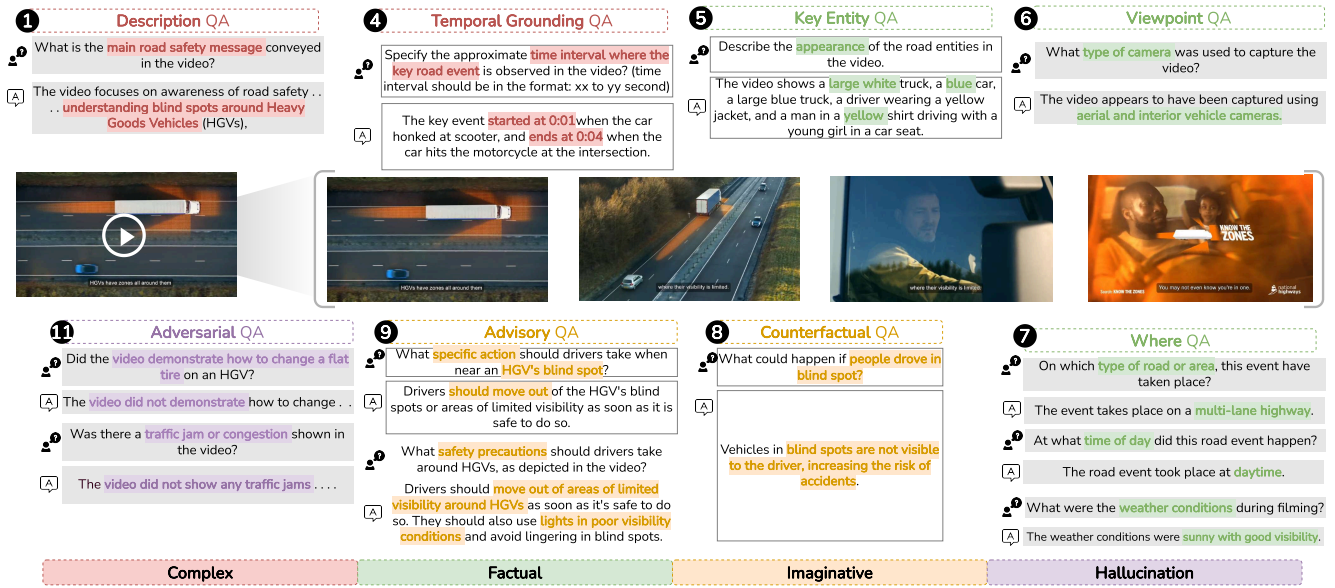 1 Description QA
What is the main road safety message conveyed
in the video?
A
The video focuses on awareness of road safety . .
. . understanding blind spots around Heavy
Goods Vehicles (HGVs),
4 Temporal Grounding QA
Specify the approximate time interval where the
key road event is observed in the video? (time
interval should be in the format: xx to yy second)
A
The key event started at 0:01when the car
honked at scooter, and ends at 0:04 when the
car hits the motorcycle at the intersection.
5 Key Entity QA
Describe the appearance of the road entities in
the video.
A
The video shows a large white truck, a blue car,
a large blue truck, a driver wearing a yellow
jacket, and a man in a yellow shirt driving with a
young girl in a car seat.
6 Viewpoint QA
What type of camera was used to capture the
video?
A
The video appears to have been captured using
aerial and interior vehicle cameras.
HGVs have zones all around them
HGVs have zones all around them
where their visibility is limited.
where their visibility is limited.
KNOW THE
ZONES
You may not even know you're in one.
Search: KNOW THE ZONES
national
highways
11 Adversarial QA
Did the video demonstrate how to change a flat
tire on an HGV?
A
The video did not demonstrate how to change . .
Was there a traffic jam or congestion shown in
the video?
A
The video did not show any traffic jams . . . .
9 Advisory QA
What specific action should drivers take when
near an HGV's blind spot?
A
Drivers should move out of the HGV's blind
spots or areas of limited visibility as soon as it is
safe to do so.
What safety precautions should drivers take
around HGVs, as depicted in the video?
A
Drivers should move out of areas of limited
visibility around HGVs as soon as it's safe to do
so. They should also use lights in poor visibility
conditions and avoid lingering in blind spots.
8 Counterfactual QA
What could happen if people drove in
blind spot?
A
Vehicles in blind spots are not visible
to the driver, increasing the risk of
accidents.
7 Where QA
On which type of road or area, this event have
taken place?
A
The event takes place on a multi-lane highway.
At what time of day did this road event happen?
A
The road event took place at daytime.
What were the weather conditions during filming?
A
The weather conditions were sunny with good visibility.
Complex
Factual
Imaginative
Hallucination